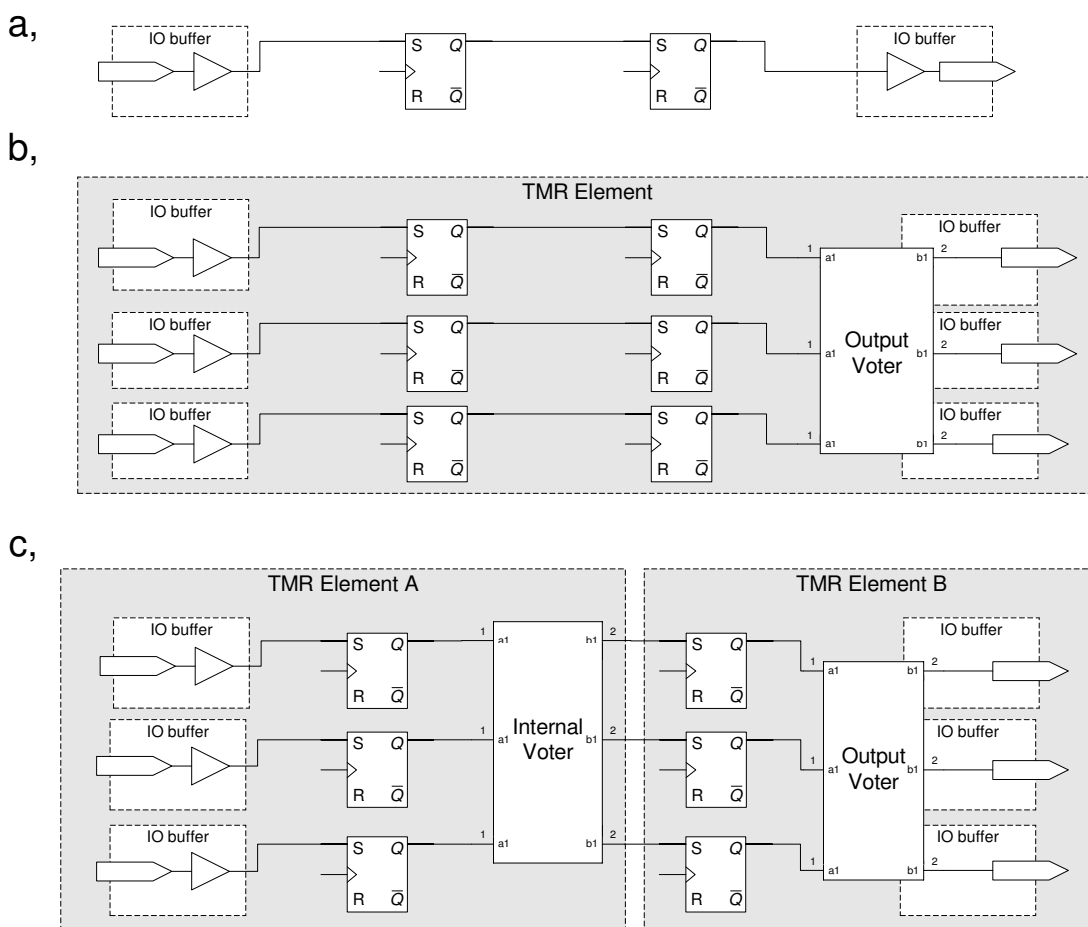 a,
IO buffer
S Q
R Q̅
S Q
R Q̅
IO buffer
b,
TMR Element
IO buffer
S Q
R Q̅
S Q
R Q̅
1 a1
b1 2
IO buffer
IO buffer
S Q
R Q̅
S Q
R Q̅
1 a1
Output
Voter
b1 2
IO buffer
IO buffer
S Q
R Q̅
S Q
R Q̅
1 a1
b1 2
IO buffer
c,
TMR Element A
IO buffer
S Q
R Q̅
1 a1
b1 2
IO buffer
S Q
R Q̅
1 a1
Internal
Voter
b1 2
IO buffer
S Q
R Q̅
1 a1
b1 2
TMR Element B
S Q
R Q̅
1 a1
b1 2
IO buffer
S Q
R Q̅
1 a1
Output
Voter
b1 2
IO buffer
S Q
R Q̅
1 a1
b1 2
IO buffer